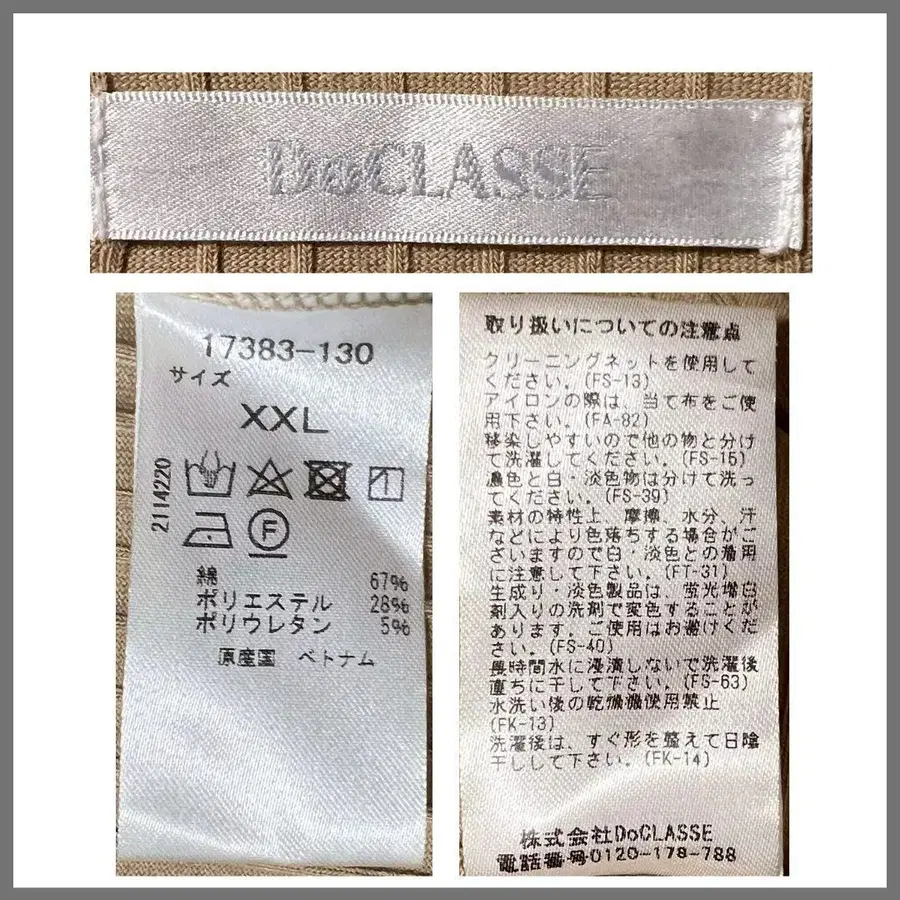 DoCLASSE
17383-130
サイズ
XXL
2114220
F
綿 67%
ポリエステル 28%
ポリウレタン 5%
原産国 ベトナム
取り扱いについての注意点
クリーニングネットを使用して
ください。(FS-13)
アイロンの際は、当て布をご使
用下さい。(FA-82)
移染しやすいので他の物と分け
て洗濯してください。(FS-15)
濃色と白・淡色物は分けて洗っ
てください。(FS-39)
素材の特性上、摩擦、水分、汗
などにより色落ちする場合がご
ざいますので白・淡色との着用
に注意して下さい。(FT-31)
生成り・淡色製品は、蛍光増白
剤入りの洗剤で変色することが
あります。ご使用はお避けくだ
さい。(FS-40)
長時間水に浸漬しないで洗濯後
直ちに干して下さい。(FS-63)
水洗い後の乾燥機使用禁止
(FK-13)
洗濯後は、すぐ形を整えて日陰
干しして下さい。(FK-14)
株式会社DoCLASSE
電話番号0120-178-788